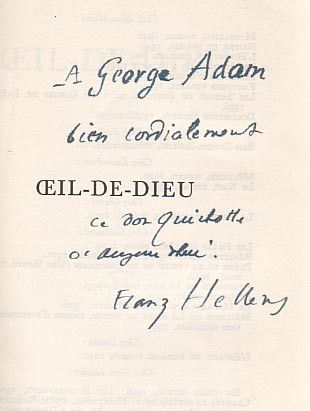 A George Adam
bien cordialement
ŒIL-DE-DIEU
ce don Quichotte
d'aujourd'hui.
Franz Hellens